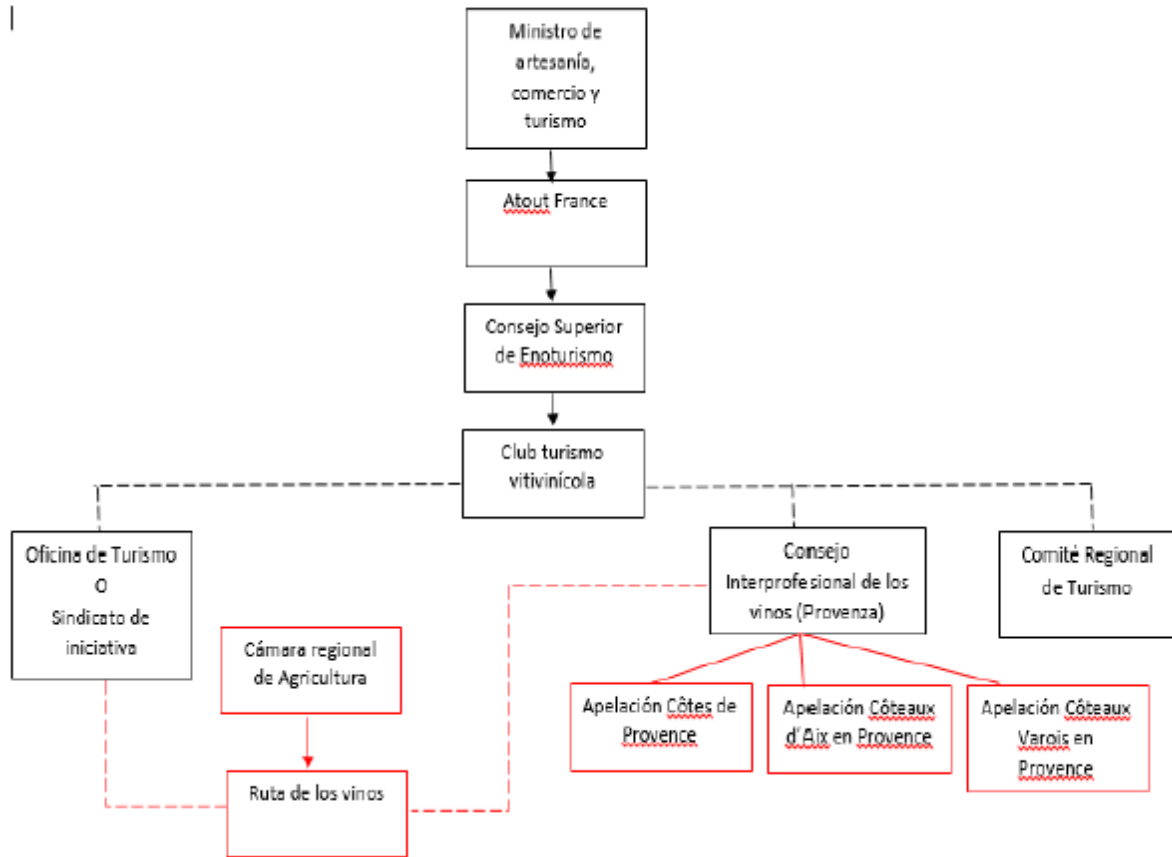 Ministro de
artesanía,
comercio y
turismo
Atout France
Consejo Superior
de Enoturismo
Club turismo
vitivinícola
Oficina de Turismo
O
Sindicato de
iniciativa
Consejo
Interprofesional de los
vinos (Provenza)
Comité Regional
de Turismo
Cámara regional
de Agricultura
Apelación Côtes de
Provence
Apelación Côteaux
d´Aix en Provence
Apelación Côteaux
Varois en
Provence
Ruta de los vinos